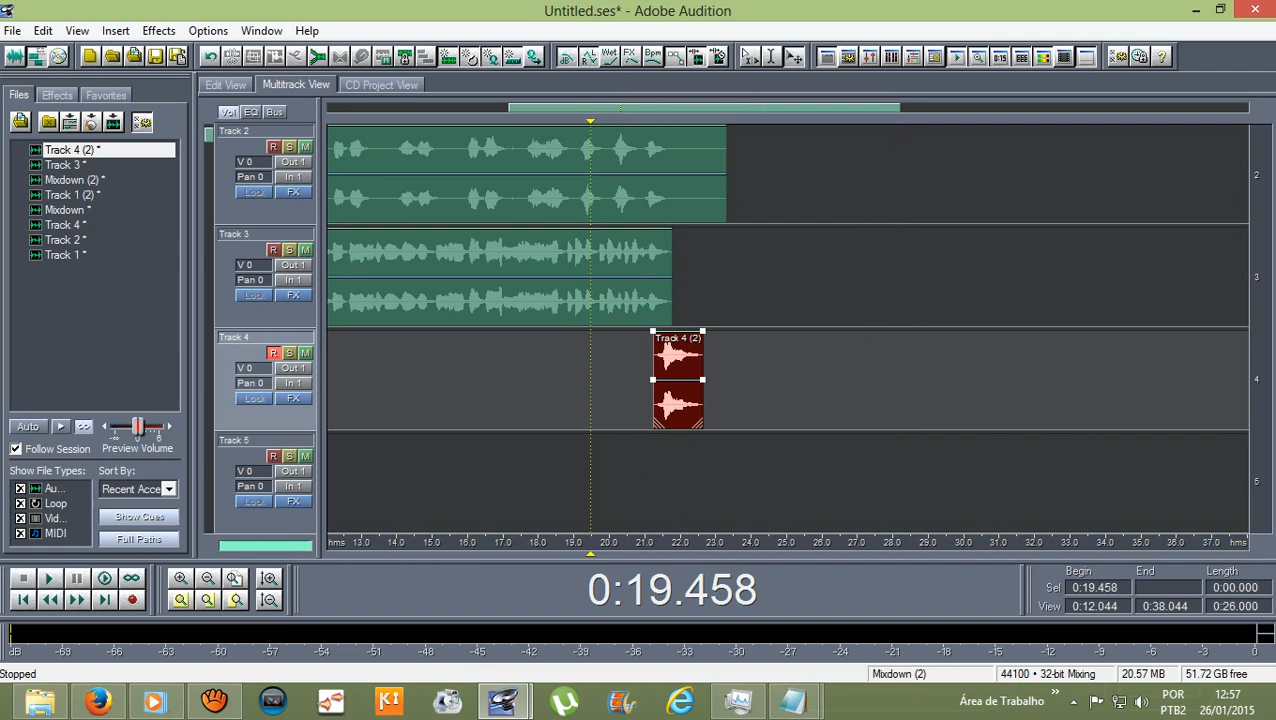 Untitled.ses* - Adobe Audition
File Edit View Insert Effects Options Window Help
Edit View Multitrack View CD Project View
Files Effects Favorites
Vol EQ Bus
Track 4 (2) *
Track 3 *
Mixdown (2) *
Track 1 (2) *
Mixdown *
Track 4 *
Track 2 *
Track 1 *
Auto
-∞ 0 6
Follow Session Preview Volume
Show File Types: Sort By:
Au...
Loop
Vid...
MIDI
Recent Acce
Show Cues
Full Paths
Track 2
R S M
V 0 Out 1
Pan 0 In 1
Lock FX
2
Track 3
R S M
V 0 Out 1
Pan 0 In 1
Lock FX
3
Track 4
R S M
V 0 Out 1
Pan 0 In 1
Lock FX
Track 4 (2)
4
Track 5
R S M
V 0 Out 1
Pan 0 In 1
Lock FX
5
hms 13.0 14.0 15.0 16.0 17.0 18.0 19.0 20.0 21.0 22.0 23.0 24.0 25.0 26.0 27.0 28.0 29.0 30.0 31.0 32.0 33.0 34.0 35.0 36.0 37.0 hms
0:19.458
Begin End Length
Sel 0:19.458 0:00.000
View 0:12.044 0:38.044 0:26.000
dB -69 -66 -63 -60 -57 -54 -51 -48 -45 -42 -39 -36 -33 -30 -27 -24 -21 -18 -15 -12 -9 -6 -3 0
Stopped
Mixdown (2) 44100 • 32-bit Mixing 20.57 MB 51.72 GB free
Ki
Área de Trabalho
POR
PTB2
12:57
26/01/2015